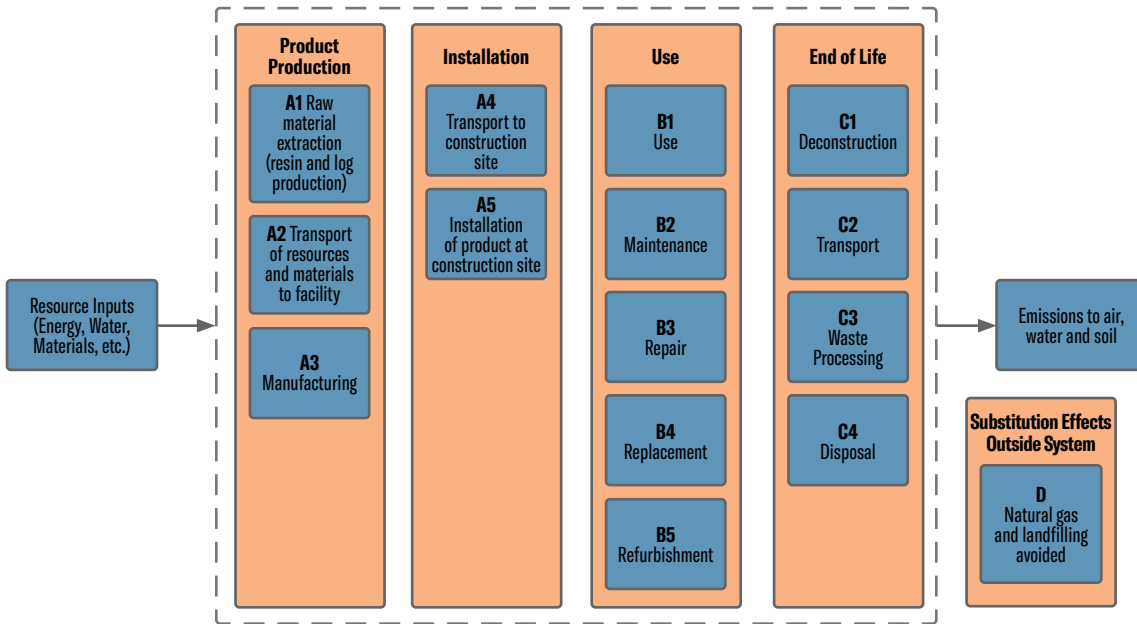 Resource Inputs
(Energy, Water,
Materials, etc.)
Product
Production
A1 Raw
material
extraction
(resin and log
production)
A2 Transport
of resources
and materials
to facility
A3
Manufacturing
Installation
A4
Transport to
construction
site
A5
Installation
of product at
construction site
Use
B1
Use
B2
Maintenance
B3
Repair
B4
Replacement
B5
Refurbishment
End of Life
C1
Deconstruction
C2
Transport
C3
Waste
Processing
C4
Disposal
Emissions to air,
water and soil
Substitution Effects
Outside System
D
Natural gas
and landfilling
avoided